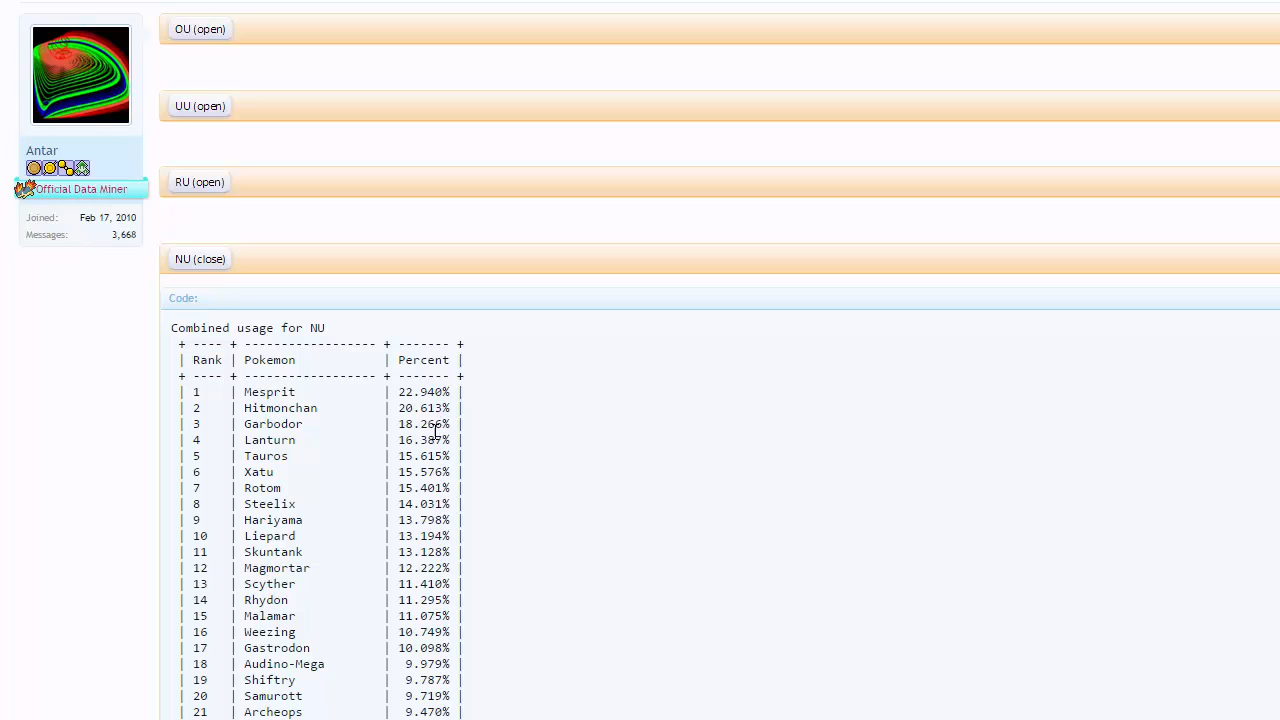 OU (open)
UU (open)
Antar
Official Data Miner
RU (open)
Joined: Feb 17, 2010
Messages: 3,668
NU (close)
Code:
Combined usage for NU
+ ---- + ------------------ + ------- +
| Rank | Pokemon            | Percent |
+ ---- + ------------------ + ------- +
| 1    | Mesprit            | 22.940% |
| 2    | Hitmonchan         | 20.613% |
| 3    | Garbodor           | 18.266% |
| 4    | Lanturn            | 16.387% |
| 5    | Tauros             | 15.615% |
| 6    | Xatu               | 15.576% |
| 7    | Rotom              | 15.401% |
| 8    | Steelix            | 14.031% |
| 9    | Hariyama           | 13.798% |
| 10   | Liepard            | 13.194% |
| 11   | Skuntank           | 13.128% |
| 12   | Magmortar          | 12.222% |
| 13   | Scyther            | 11.410% |
| 14   | Rhydon             | 11.295% |
| 15   | Malamar            | 11.075% |
| 16   | Weezing            | 10.749% |
| 17   | Gastrodon          | 10.098% |
| 18   | Audino-Mega        |  9.979% |
| 19   | Shiftry            |  9.787% |
| 20   | Samurott           |  9.719% |
| 21   | Archeops           |  9.470% |